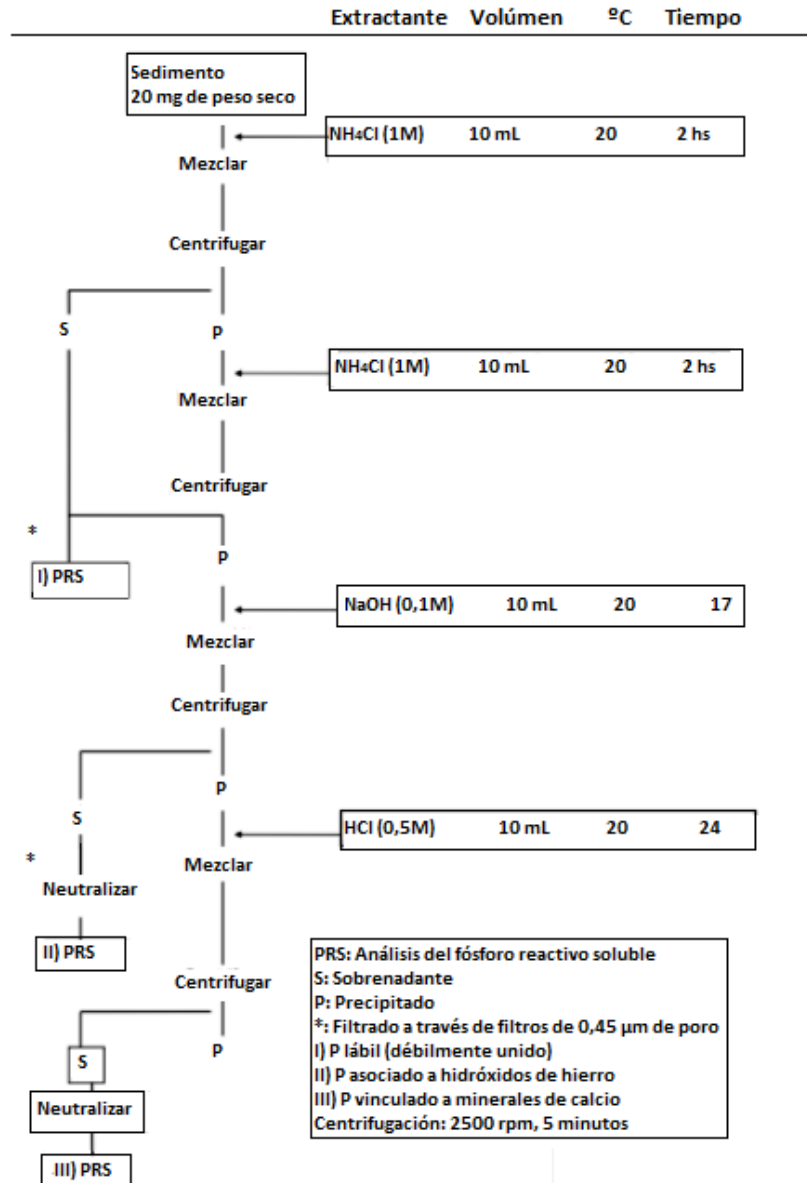 Extractante Volúmen ºC Tiempo
Sedimento
20 mg de peso seco
NH4Cl (1M) 10 mL 20 2 hs
Mezclar
Centrifugar
S P
NH4Cl (1M) 10 mL 20 2 hs
Mezclar
Centrifugar
*
P
I) PRS
NaOH (0,1M) 10 mL 20 17
Mezclar
Centrifugar
P
S
HCl (0,5M) 10 mL 20 24
* Mezclar
Neutralizar
II) PRS
Centrifugar
S P
Neutralizar
III) PRS
PRS: Análisis del fósforo reactivo soluble
S: Sobrenadante
P: Precipitado
*: Filtrado a través de filtros de 0,45 µm de poro
I) P lábil (débilmente unido)
II) P asociado a hidróxidos de hierro
III) P vinculado a minerales de calcio
Centrifugación: 2500 rpm, 5 minutos